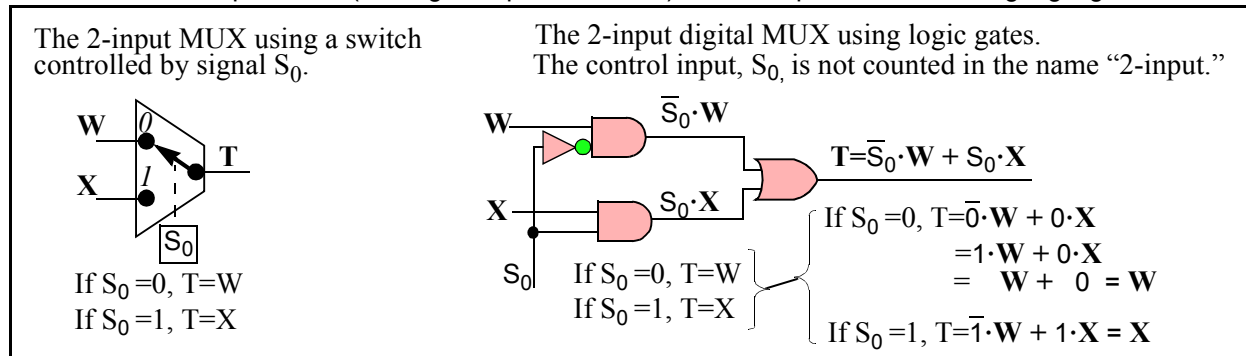 The 2-input MUX using a switch
controlled by signal S₀.
W
0
X
1
T
S₀
If S₀ =0, T=W
If S₀ =1, T=X
The 2-input digital MUX using logic gates.
The control input, S₀, is not counted in the name “2-input.”
W
S̅₀·W
X
S₀·X
S₀
T=S̅₀·W + S₀·X
If S₀ =0, T=W
If S₀ =1, T=X
If S₀ =0, T=0̅·W + 0·X
=1·W + 0·X
= W + 0 = W
If S₀ =1, T=1̅·W + 1·X = X